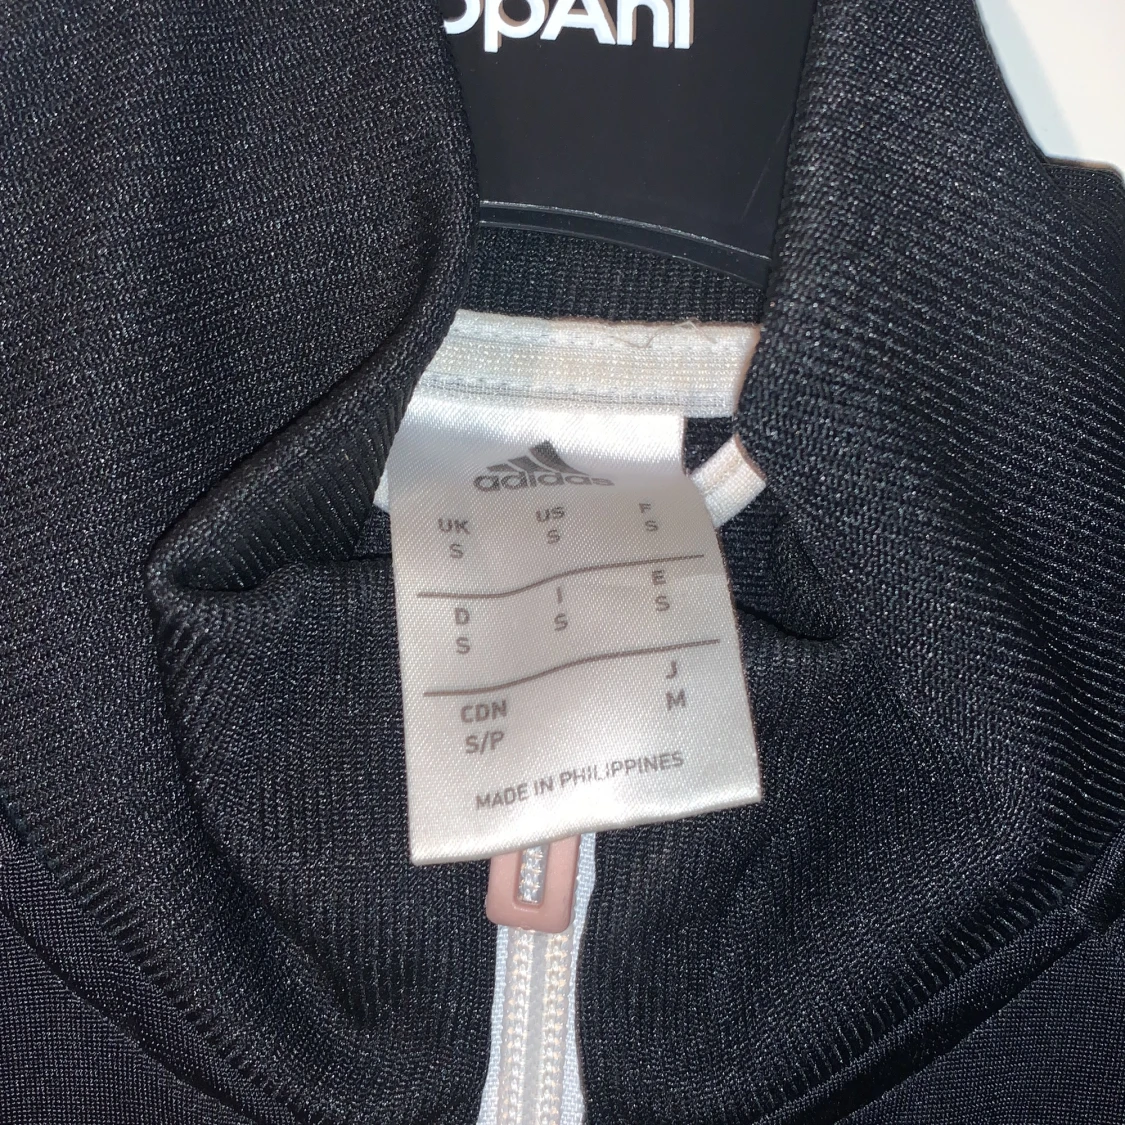 adidas
UK US F
S S S
D I E
S S S
CDN J
S/P M
MADE IN PHILIPPINES